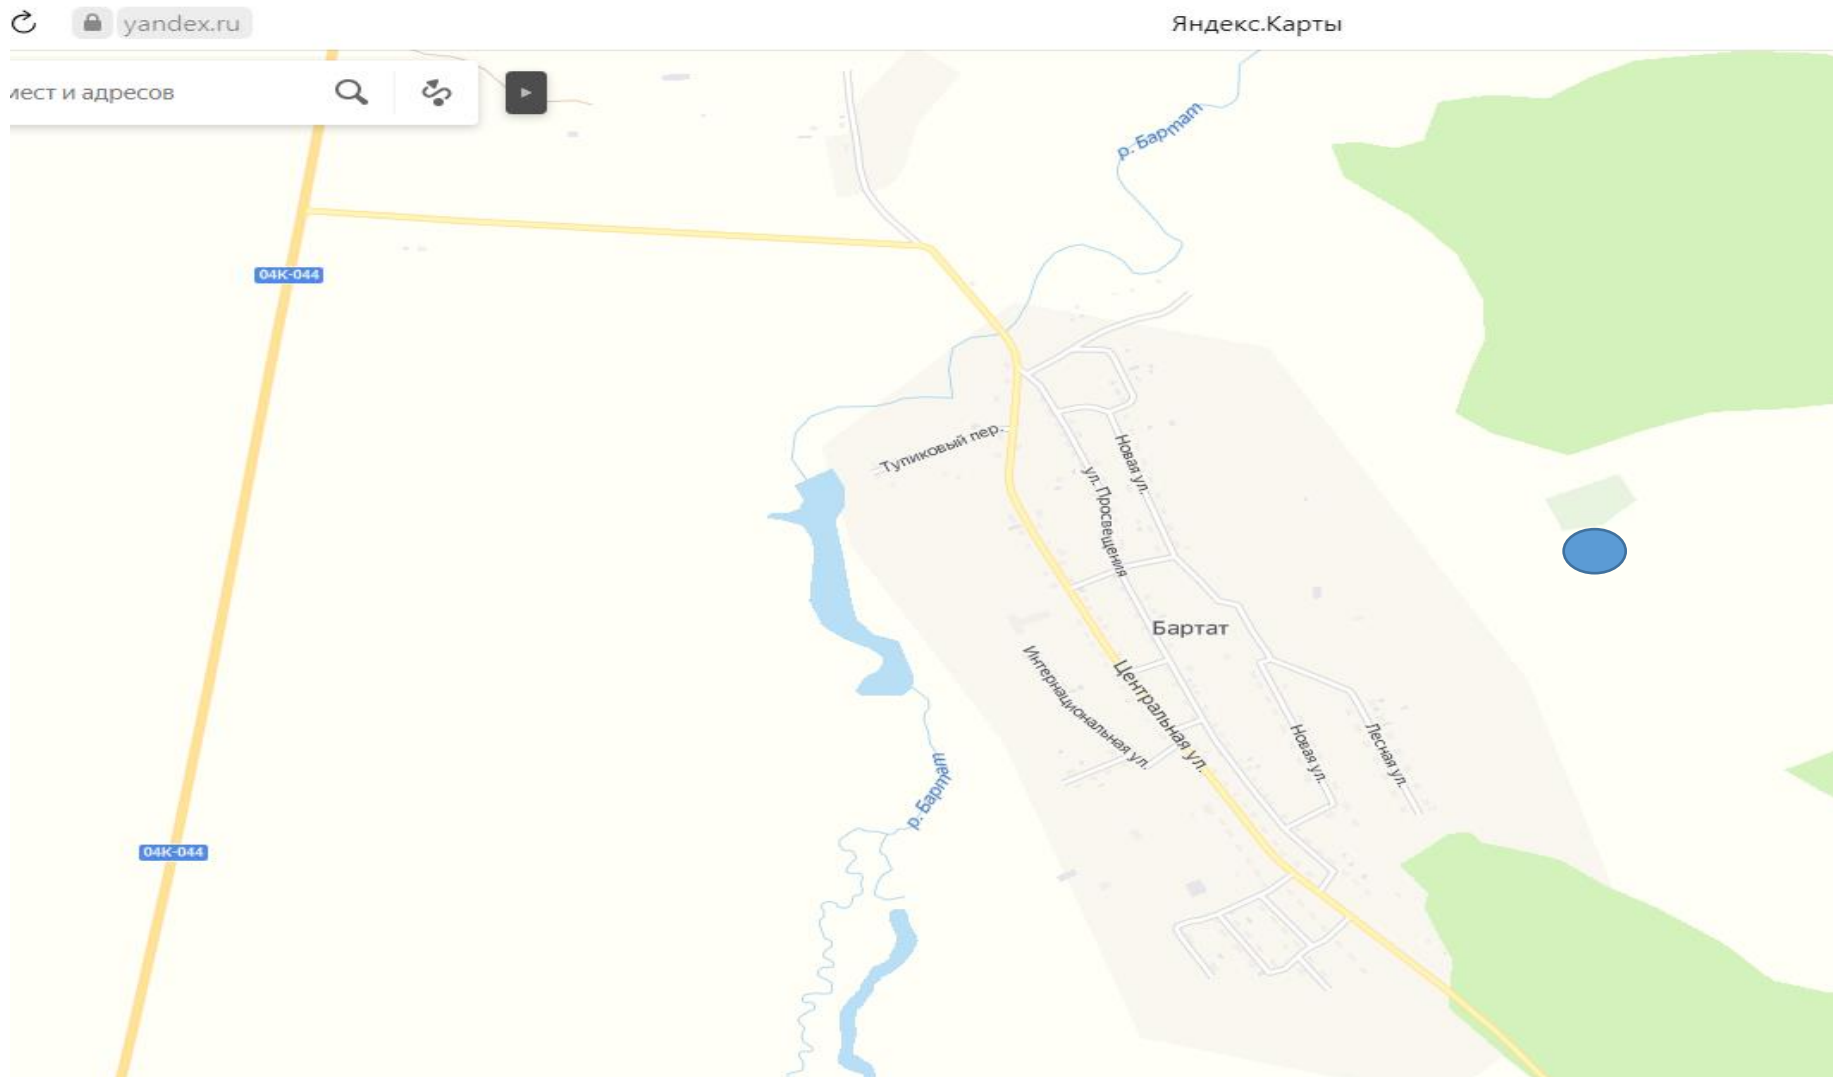 yandex.ru
Яндекс.Карты
мест и адресов
р. Бартат
04К-044
Тупиковый пер.
Новая ул.
ул. Просвещения
Бартат
Интернациональная ул.
Центральная ул.
Новая ул.
Лесная ул.
р. Бартат
04К-044